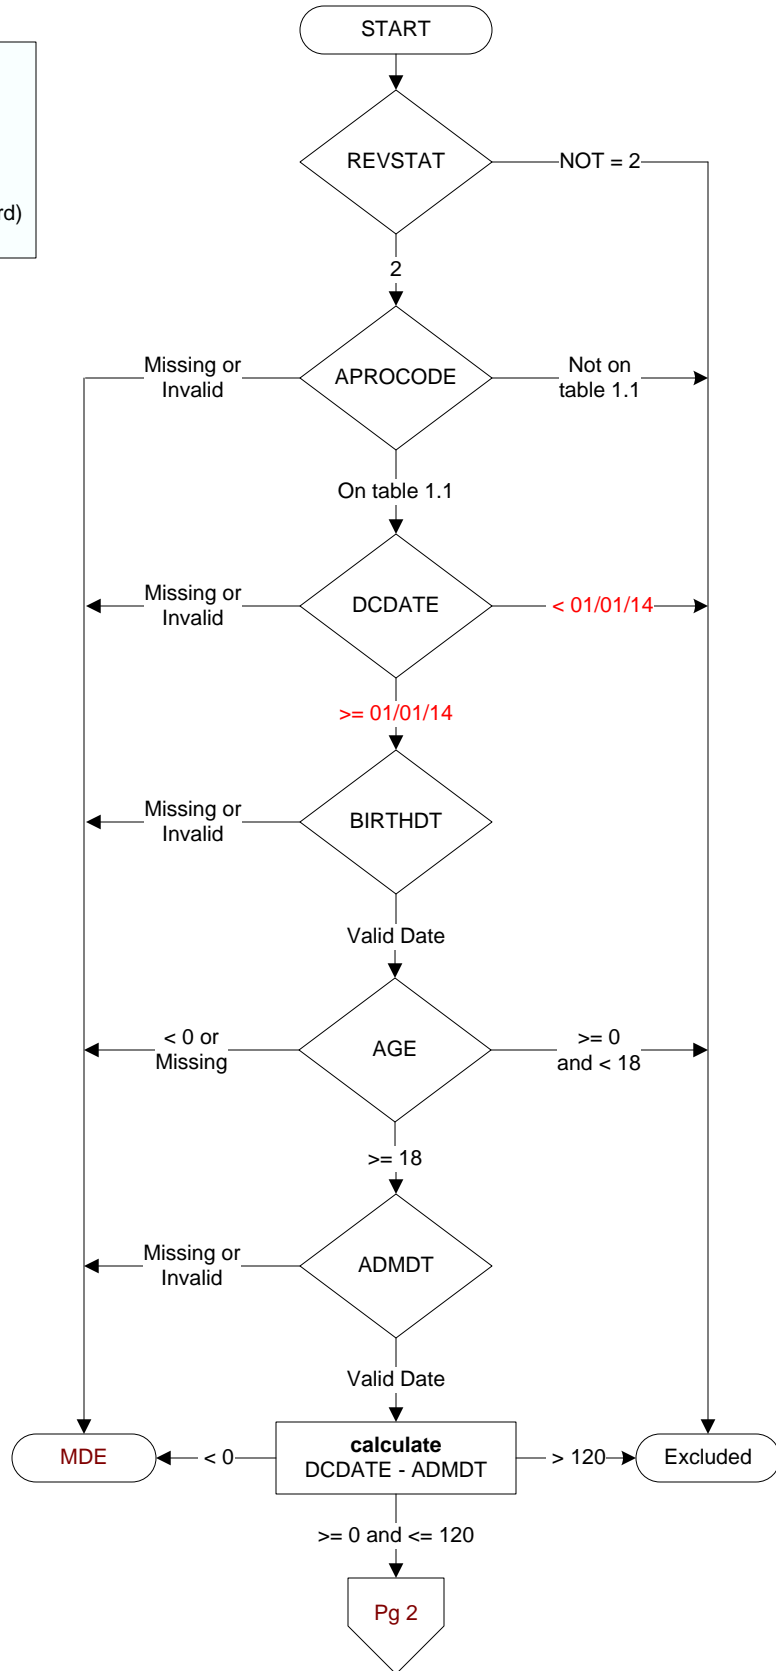 START
REVSTAT
NOT = 2
rd)
2
Missing or
Invalid
APROCODE
Not on
table 1.1
On table 1.1
Missing or
Invalid
DCDATE
< 01/01/14
>= 01/01/14
Missing or
Invalid
BIRTHDT
Valid Date
< 0 or
Missing
AGE
>= 0
and < 18
>= 18
Missing or
Invalid
ADMDT
Valid Date
MDE
< 0
calculate
DCDATE - ADMDT
> 120
Excluded
>= 0 and <= 120
Pg 2